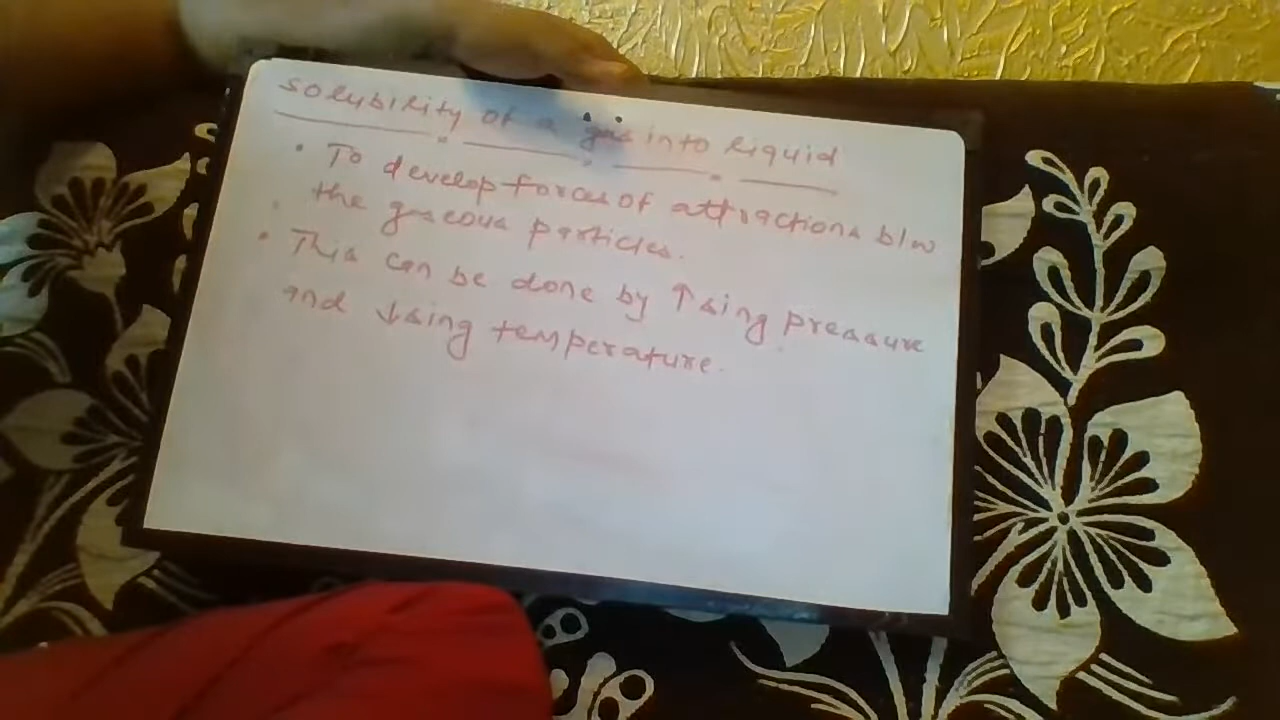 solubility of a gas into liquid
• To develop forces of attractions b/w
the gaseous particles.
• This can be done by ↑sing pressure
and ↓sing temperature.